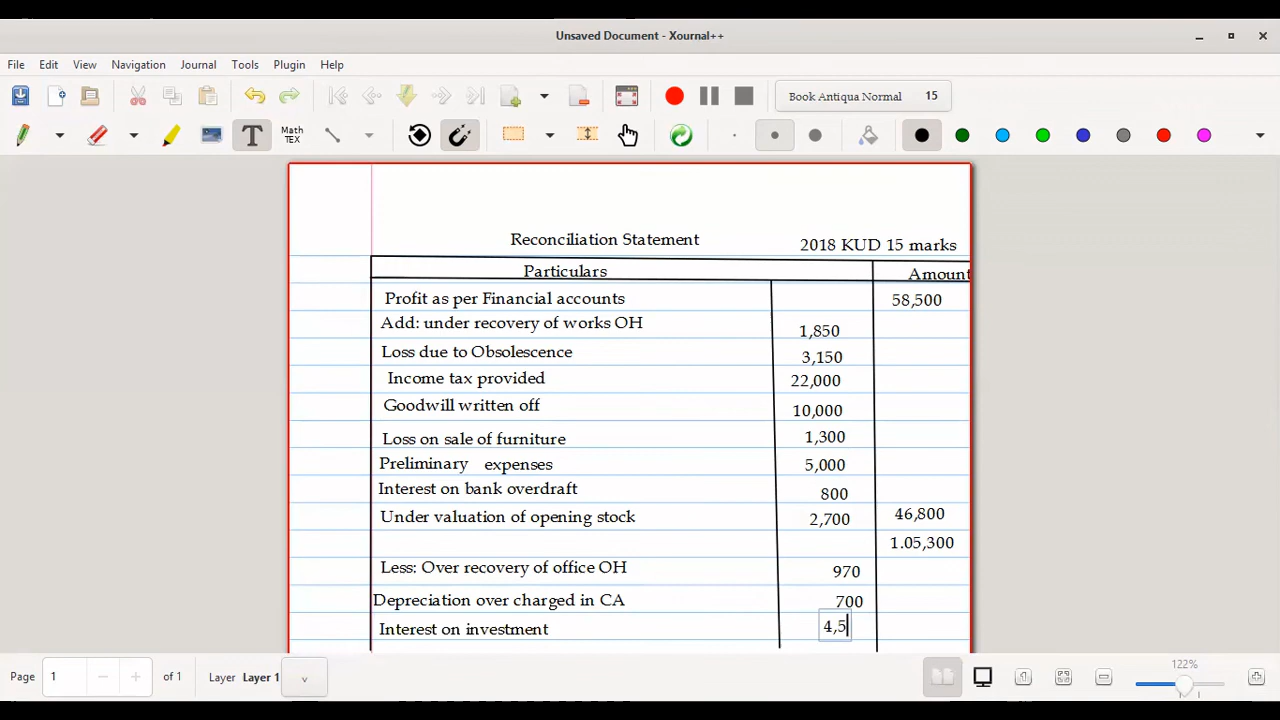 Unsaved Document - Xournal++
File Edit View Navigation Journal Tools Plugin Help
Book Antiqua Normal 15
T Math TEX
Reconciliation Statement 2018 KUD 15 marks
Particulars Amount
Profit as per Financial accounts 58,500
Add: under recovery of works OH 1,850
Loss due to Obsolescence 3,150
Income tax provided 22,000
Goodwill written off 10,000
Loss on sale of furniture 1,300
Preliminary expenses 5,000
Interest on bank overdraft 800
Under valuation of opening stock 2,700 46,800
1.05,300
Less: Over recovery of office OH 970
Depreciation over charged in CA 700
Interest on investment 4,5
Page 1 of 1 Layer Layer 1 122%